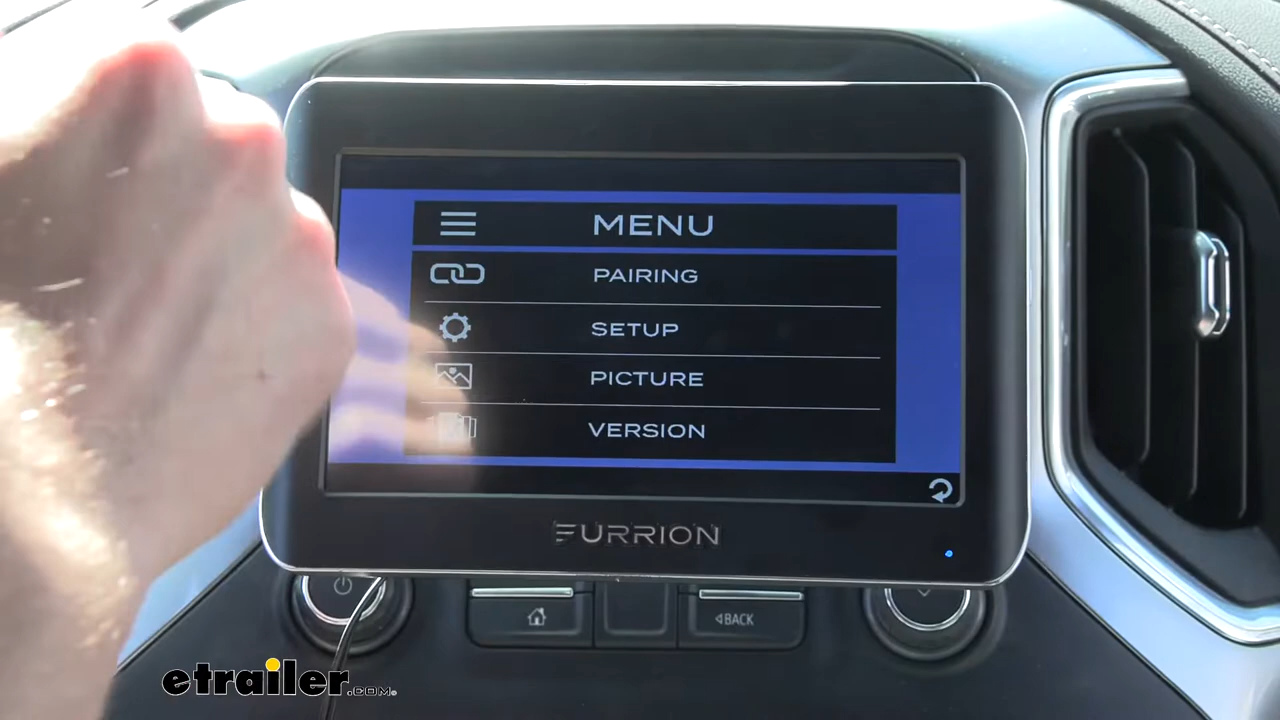 MENU
PAIRING
SETUP
PICTURE
VERSION
FURRION
BACK
etrailer.com®